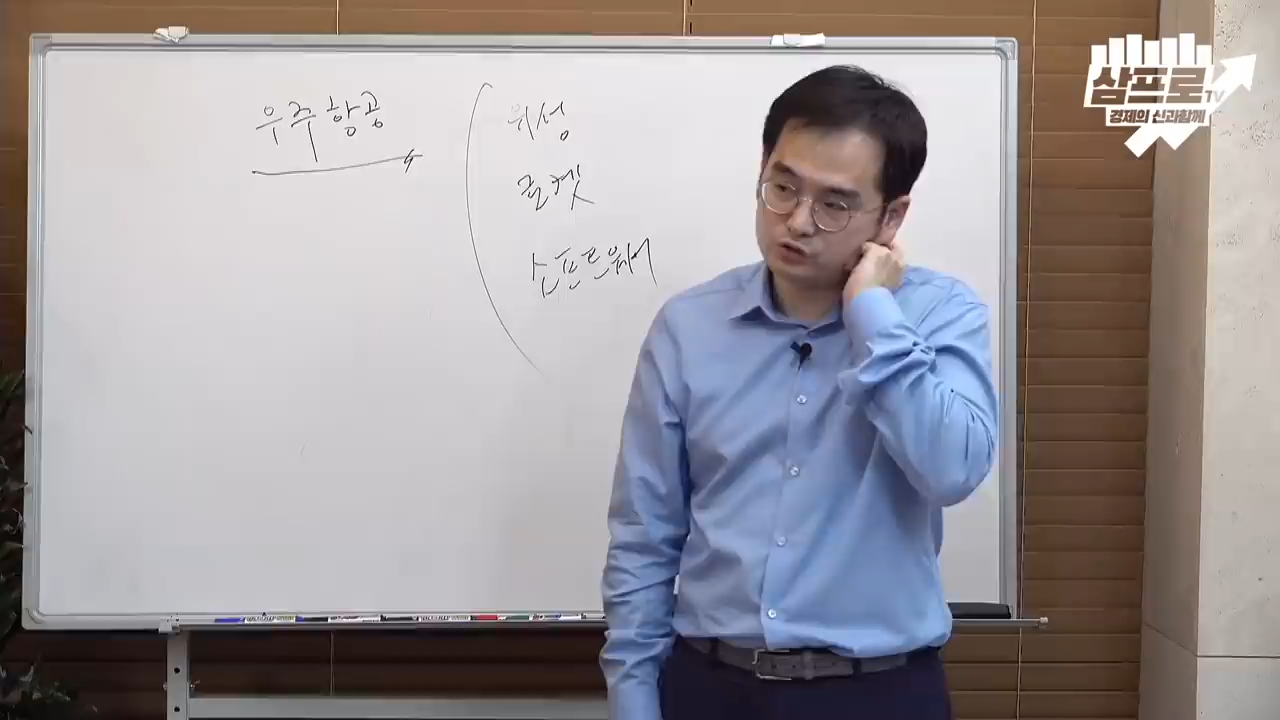 우주항공
위성
로켓
소프트웨어
삼프로TV
경제의 신과함께